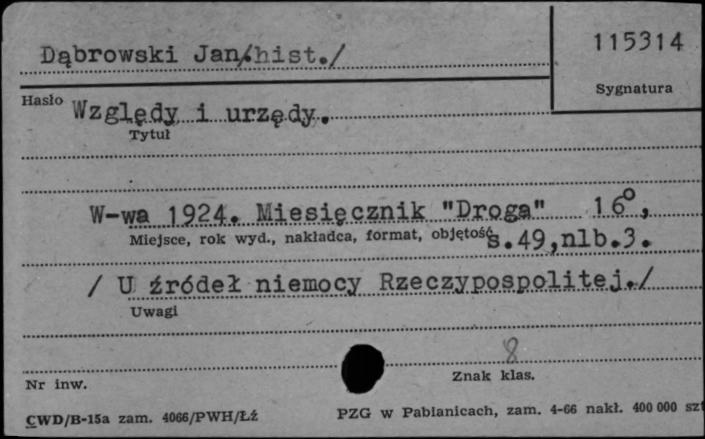 Dąbrowski Jan/hist./
115314
Sygnatura
Hasło
Względy i urzędy.
Tytuł
W-wa 1924. Miesięcznik "Droga" 16°,
Miejsce, rok wyd., nakładca, format, objętość
s.49,nlb.3.
/ U źródeł niemocy Rzeczypospolitej./
Uwagi
8
Nr inw.
Znak klas.
CWD/B-15a zam. 4066/PWH/Łź
PZG w Pabianicach, zam. 4-66 nakł. 400 000 szt